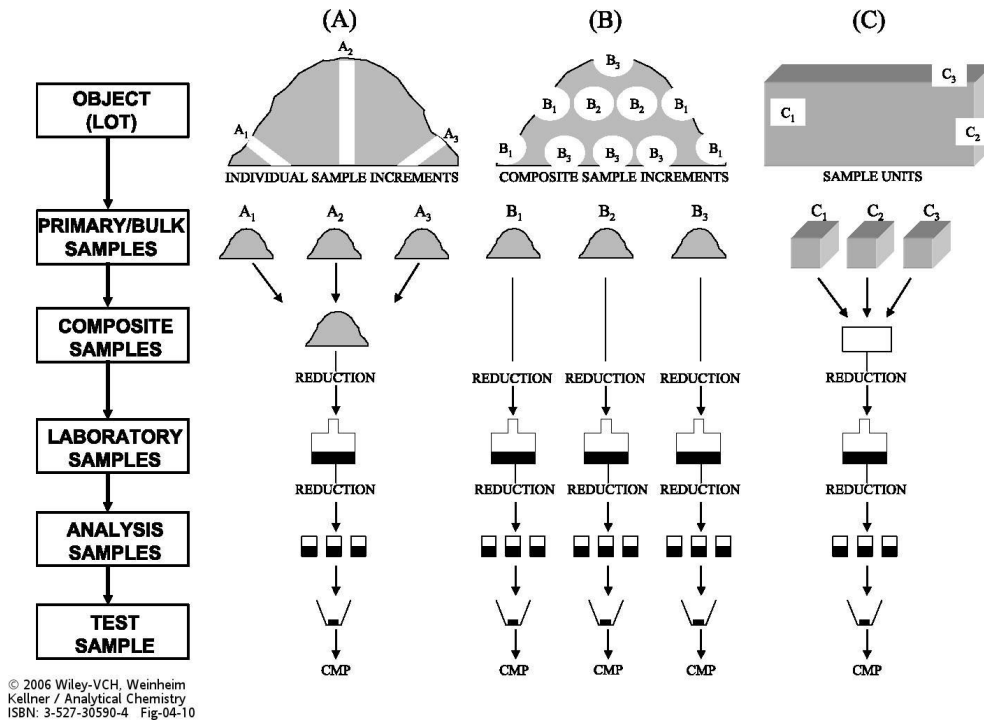 (A)
(B)
(C)
OBJECT
(LOT)
A₁
A₂
A₃
INDIVIDUAL SAMPLE INCREMENTS
B₃
B₁
B₂
B₂
B₁
B₁
B₃
B₃
B₃
B₁
COMPOSITE SAMPLE INCREMENTS
C₁
C₃
C₂
SAMPLE UNITS
PRIMARY/BULK
SAMPLES
A₁
A₂
A₃
B₁
B₂
B₃
C₁
C₂
C₃
COMPOSITE
SAMPLES
REDUCTION
REDUCTION
REDUCTION
REDUCTION
REDUCTION
LABORATORY
SAMPLES
REDUCTION
REDUCTION
REDUCTION
REDUCTION
REDUCTION
ANALYSIS
SAMPLES
TEST
SAMPLE
CMP
CMP
CMP
CMP
CMP
© 2006 Wiley-VCH, Weinheim
Kellner / Analytical Chemistry
ISBN: 3-527-30590-4 Fig-04-10